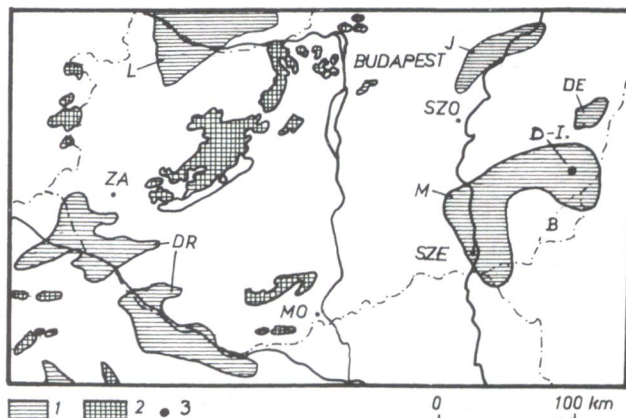 L
BUDAPEST
J
SZO
DE
D-I.
ZA
M
B
DR
SZE
MO
1 2 3
0 100 km